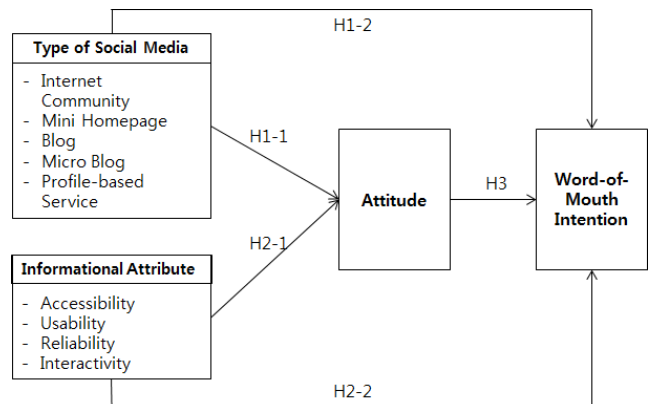 H1-2
Type of Social Media
- Internet
Community
- Mini Homepage
- Blog
- Micro Blog
- Profile-based
Service
H1-1
Attitude
H3
Word-of-
Mouth
Intention
H2-1
Informational Attribute
- Accessibility
- Usability
- Reliability
- Interactivity
H2-2